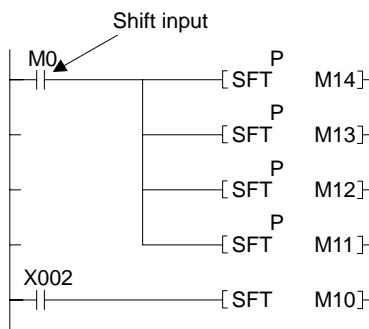 Shift input
M0
P
[ SFT M14 ]
P
[ SFT M13 ]
P
[ SFT M12 ]
P
[ SFT M11 ]
X002
[ SFT M10 ]